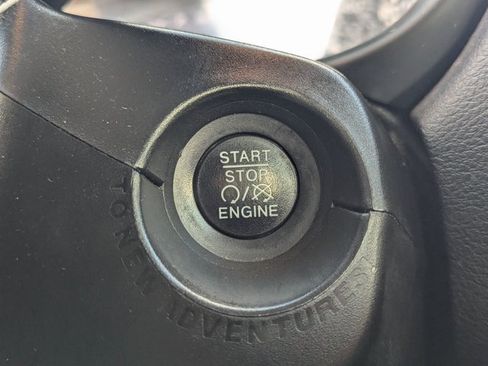 START
STOP
/
ENGINE
TO NEW ADVENTURES!